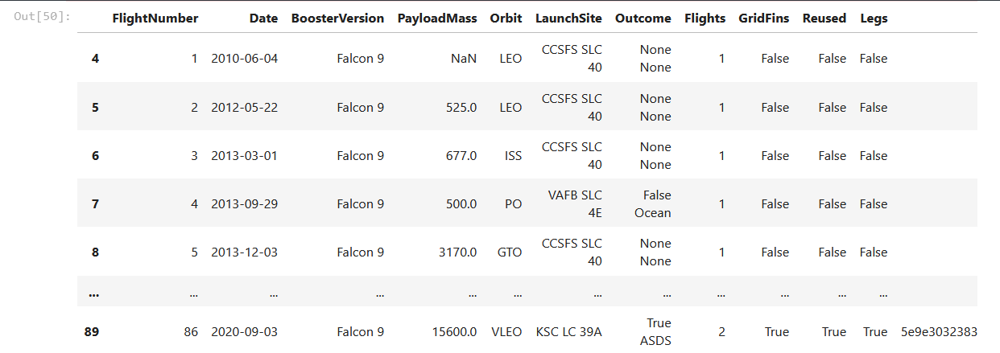 Out[50]:
FlightNumber Date BoosterVersion PayloadMass Orbit LaunchSite Outcome Flights GridFins Reused Legs
4 1 2010-06-04 Falcon 9 NaN LEO CCSFS SLC 40 None None 1 False False False
5 2 2012-05-22 Falcon 9 525.0 LEO CCSFS SLC 40 None None 1 False False False
6 3 2013-03-01 Falcon 9 677.0 ISS CCSFS SLC 40 None None 1 False False False
7 4 2013-09-29 Falcon 9 500.0 PO VAFB SLC 4E False Ocean 1 False False False
8 5 2013-12-03 Falcon 9 3170.0 GTO CCSFS SLC 40 None None 1 False False False
... ... ... ... ... ... ... ... ... ... ... ...
89 86 2020-09-03 Falcon 9 15600.0 VLEO KSC LC 39A True ASDS 2 True True True 5e9e3032383